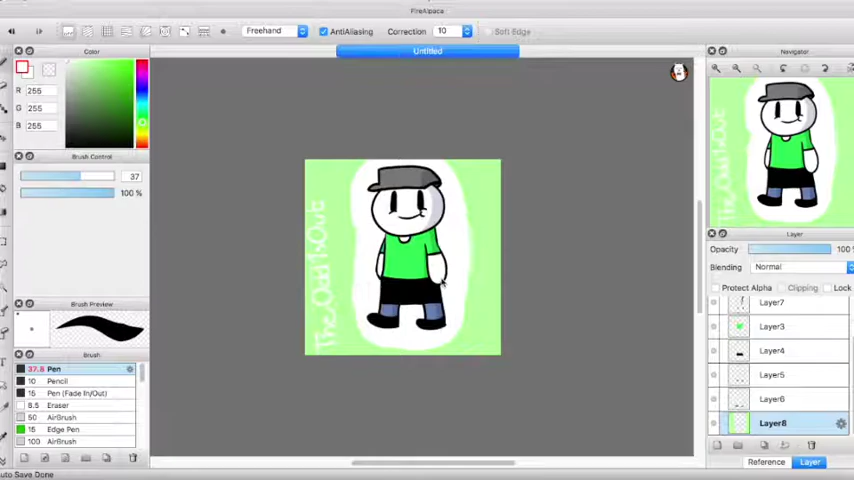 FireAlpaca
Freehand AntiAliasing Correction 10 Soft Edge
Untitled
Color
R 255
G 255
B 255
Brush Control
37
100 %
Brush Preview
Brush
37.8 Pen
10 Pencil
15 Pen (Fade In/Out)
8.5 Eraser
50 AirBrush
15 Edge Pen
100 AirBrush
Auto Save Done
The_Odd1sOut
Navigator
The_Odd1sOut
Layer
Opacity 100 %
Blending Normal
Protect Alpha Clipping Lock
Layer7
Layer3
Layer4
Layer5
Layer6
Layer8
Reference Layer